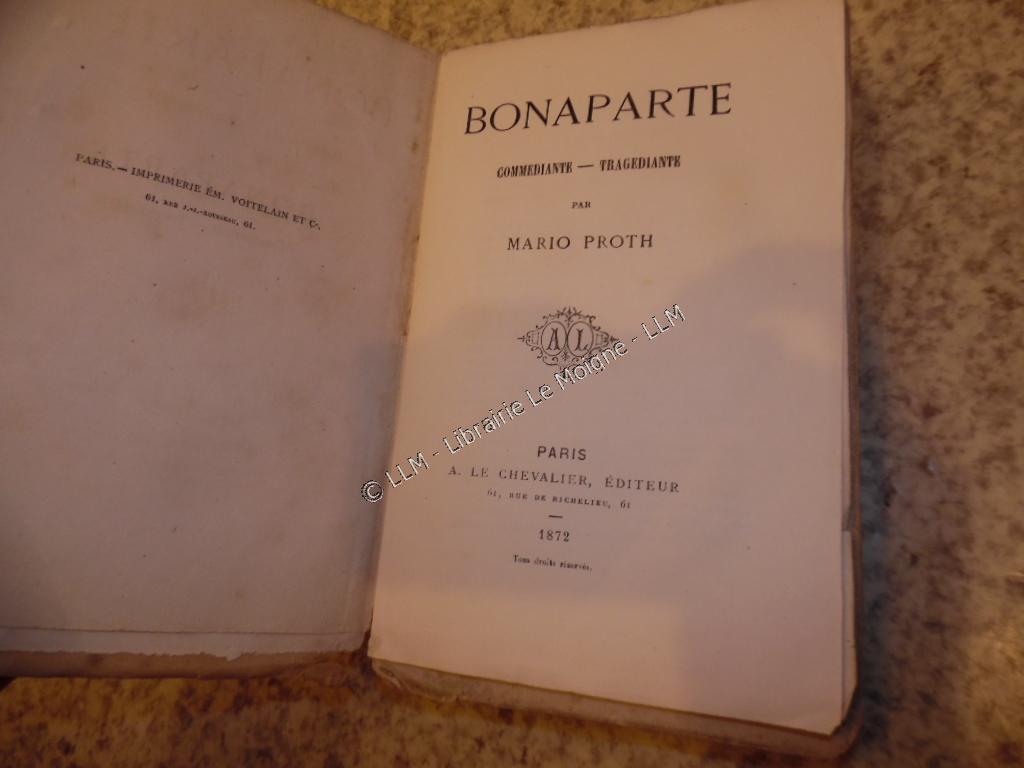 PARIS. — IMPRIMERIE ÉM. VOITELAIN ET Cⁱᵉ.
61, RUE J.-J.-ROUSSEAU, 61.
BONAPARTE
COMMEDIANTE — TRAGEDIANTE
PAR
MARIO PROTH
AL
© LLM - Librairie Le Moigne - LLM
PARIS
A. LE CHEVALIER, ÉDITEUR
61, RUE DE RICHELIEU, 61
1872
Tous droits réservés.